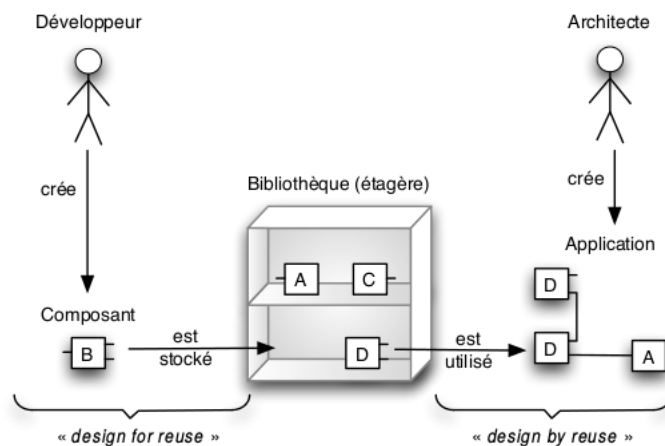 Développeur
Architecte
crée
Bibliothèque (étagère)
crée
Application
A
C
D
Composant
B
est
stocké
D
est
utilisé
D
A
« design for reuse »
« design by reuse »